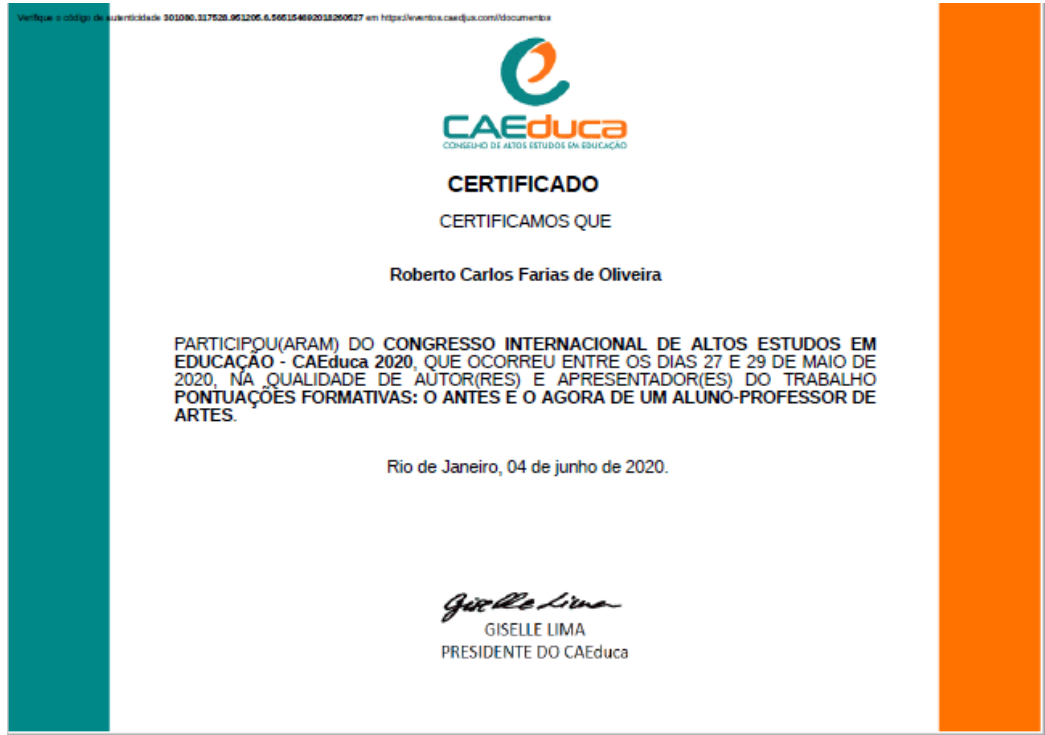 Verifique o código de autenticidade 301080.317528.951205.6.56515469201826052​7 em https://eventos.caedjus.com//documentos
CAEduca
CONSELHO DE ALTOS ESTUDOS EM EDUCAÇÃO
CERTIFICADO
CERTIFICAMOS QUE
Roberto Carlos Farias de Oliveira
PARTICIPOU(ARAM) DO CONGRESSO INTERNACIONAL DE ALTOS ESTUDOS EM
EDUCAÇÃO - CAEduca 2020, QUE OCORREU ENTRE OS DIAS 27 E 29 DE MAIO DE
2020, NA QUALIDADE DE AUTOR(RES) E APRESENTADOR(ES) DO TRABALHO
PONTUAÇÕES FORMATIVAS: O ANTES E O AGORA DE UM ALUNO-PROFESSOR DE
ARTES.
Rio de Janeiro, 04 de junho de 2020.
Giselle Lima
GISELLE LIMA
PRESIDENTE DO CAEduca